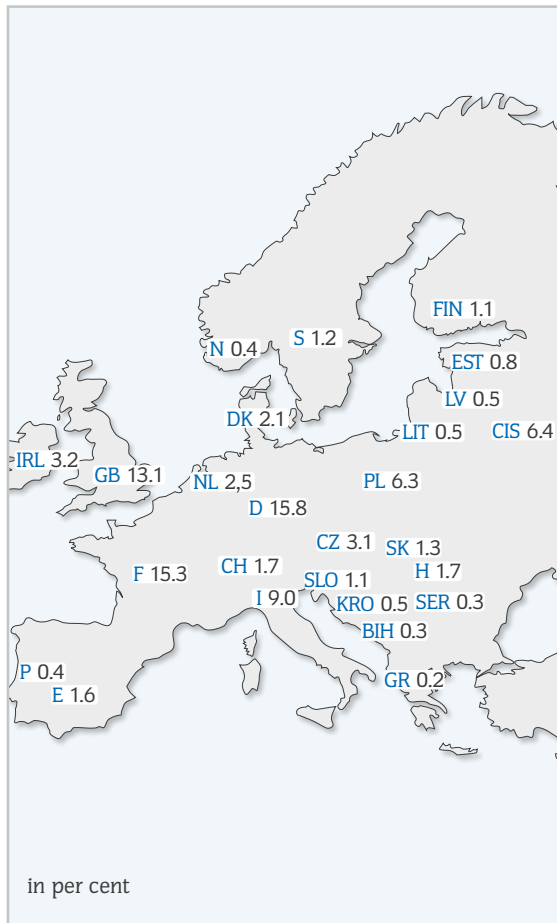 FIN 1.1
S 1.2
N 0.4
EST 0.8
LV 0.5
DK 2.1
LIT 0.5
CIS 6.4
IRL 3.2
GB 13.1
NL 2,5
PL 6.3
D 15.8
CZ 3.1
SK 1.3
F 15.3
CH 1.7
H 1.7
SLO 1.1
I 9.0
KRO 0.5
SER 0.3
BIH 0.3
P 0.4
GR 0.2
E 1.6
in per cent